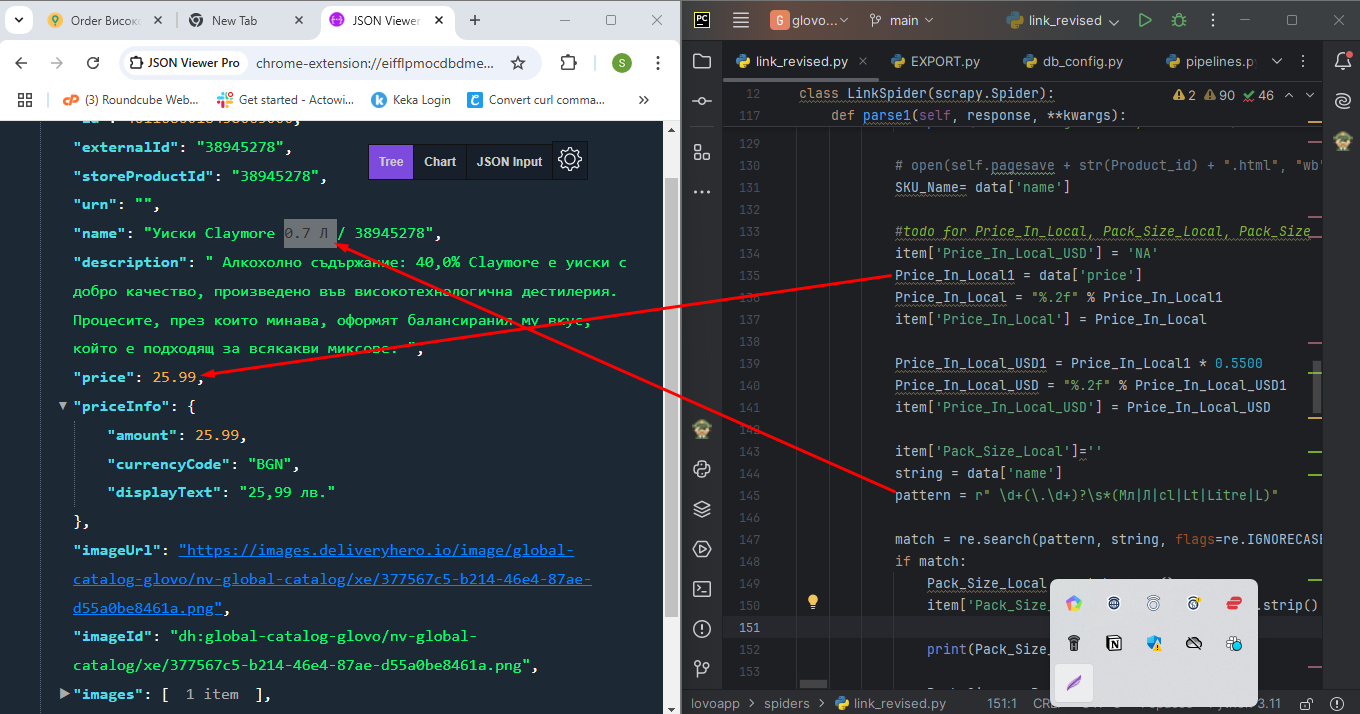 Order Високо
New Tab
JSON Viewer
JSON Viewer Pro
chrome-extension://eifflpmocdbdme...
S
(3) Roundcube Web...
Get started - Actowi...
Keka Login
Convert curl comma...
"externalId": "38945278",
"storeProductId": "38945278",
"urn": "",
"name": "Уиски Claymore 0.7 Л / 38945278",
"description": " Алкохолно съдържание: 40,0% Claymore е уиски с
добро качество, произведено във високотехнологична дестилерия.
Процесите, през които минава, оформят балансирания му вкус,
който е подходящ за всякакви миксове. ",
"price": 25.99,
"priceInfo": {
"amount": 25.99,
"currencyCode": "BGN",
"displayText": "25,99 лв."
},
"imageUrl": "https://images.deliveryhero.io/image/global-
catalog-glovo/nv-global-catalog/xe/377567c5-b214-46e4-87ae-
d55a0be8461a.png",
"imageId": "dh:global-catalog-glovo/nv-global-
catalog/xe/377567c5-b214-46e4-87ae-d55a0be8461a.png",
"images": [ 1 item ],
Tree
Chart
JSON Input
PC
G
glovo...
main
link_revised
link_revised.py
EXPORT.py
db_config.py
pipelines.p
2 90 46
12 class LinkSpider(scrapy.Spider):
117 def parse1(self, response, **kwargs):
129
130 # open(self.pagesave + str(Product_id) + ".html", "wb"
131 SKU_Name= data['name']
132
133 #todo for Price_In_Local, Pack_Size_Local, Pack_Size
134 item['Price_In_Local_USD'] = 'NA'
135 Price_In_Local1 = data['price']
136 Price_In_Local = "%.2f" % Price_In_Local1
137 item['Price_In_Local'] = Price_In_Local
138
139 Price_In_Local_USD1 = Price_In_Local1 * 0.5500
140 Price_In_Local_USD = "%.2f" % Price_In_Local_USD1
141 item['Price_In_Local_USD'] = Price_In_Local_USD
142
143 item['Pack_Size_Local']=''
144 string = data['name']
145 pattern = r" \d+(\.\d+)?\s*(Мл|Л|cl|Lt|Litre|L)"
146
147 match = re.search(pattern, string, flags=re.IGNORECASE
148 if match:
149 Pack_Size_Local
150 item['Pack_Size_ .strip()
151
152 print(Pack_Size_
153
lovoapp > spiders > link_revised.py
151:1
3.11